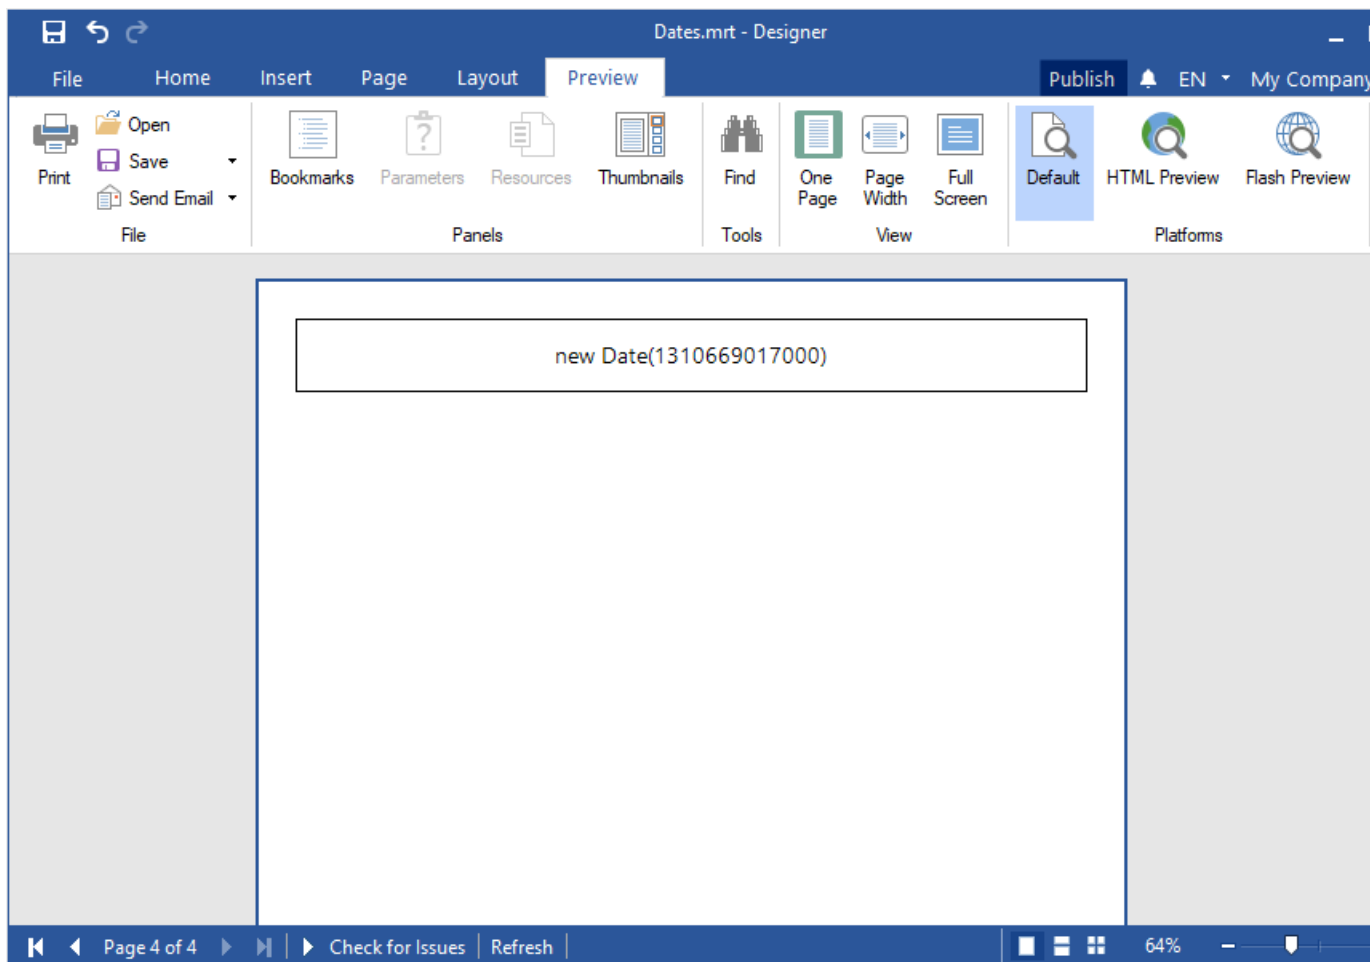 Dates.mrt - Designer
File Home Insert Page Layout Preview Publish EN My Company
Print
Open
Save
Send Email
File
Bookmarks Parameters Resources Thumbnails
Panels
Find
Tools
One Page
Page Width
Full Screen
View
Default HTML Preview Flash Preview
Platforms
new Date(1310669017000)
Page 4 of 4 Check for Issues Refresh 64%